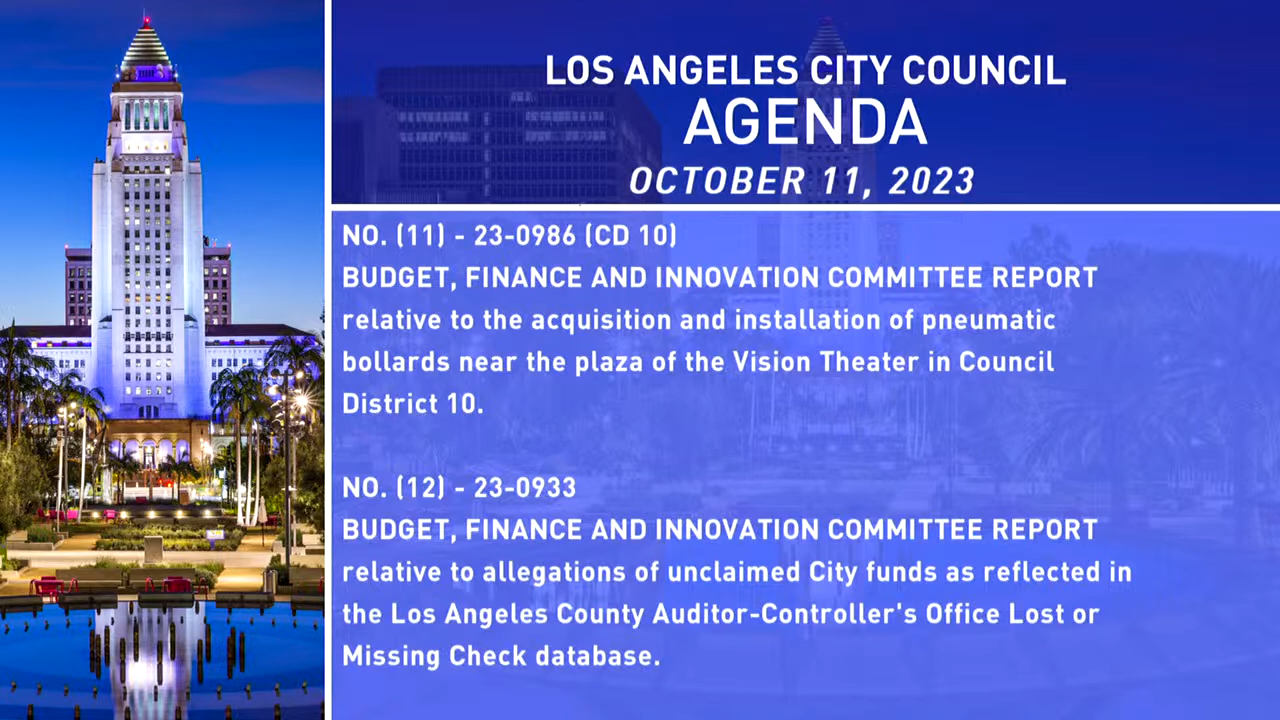 LOS ANGELES CITY COUNCIL
AGENDA
OCTOBER 11, 2023
NO. (11) - 23-0986 (CD 10)
BUDGET, FINANCE AND INNOVATION COMMITTEE REPORT
relative to the acquisition and installation of pneumatic
bollards near the plaza of the Vision Theater in Council
District 10.
NO. (12) - 23-0933
BUDGET, FINANCE AND INNOVATION COMMITTEE REPORT
relative to allegations of unclaimed City funds as reflected in
the Los Angeles County Auditor-Controller's Office Lost or
Missing Check database.